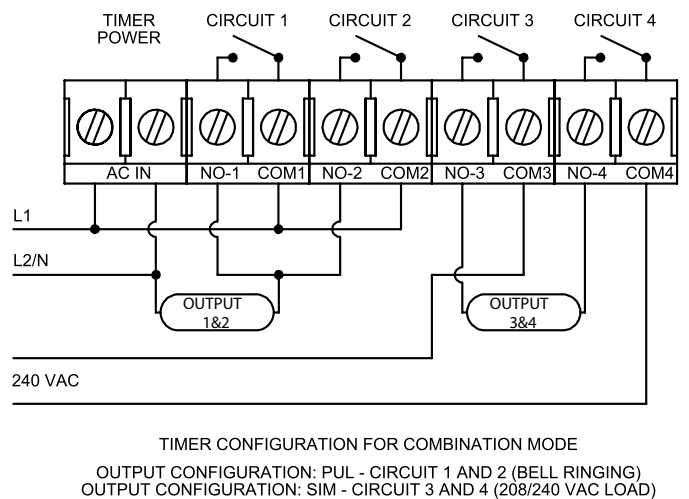 TIMER POWER
CIRCUIT 1
CIRCUIT 2
CIRCUIT 3
CIRCUIT 4
AC IN
NO-1
COM1
NO-2
COM2
NO-3
COM3
NO-4
COM4
L1
L2/N
OUTPUT
1&2
OUTPUT
3&4
240 VAC
TIMER CONFIGURATION FOR COMBINATION MODE
OUTPUT CONFIGURATION: PUL - CIRCUIT 1 AND 2 (BELL RINGING)
OUTPUT CONFIGURATION: SIM - CIRCUIT 3 AND 4 (208/240 VAC LOAD)